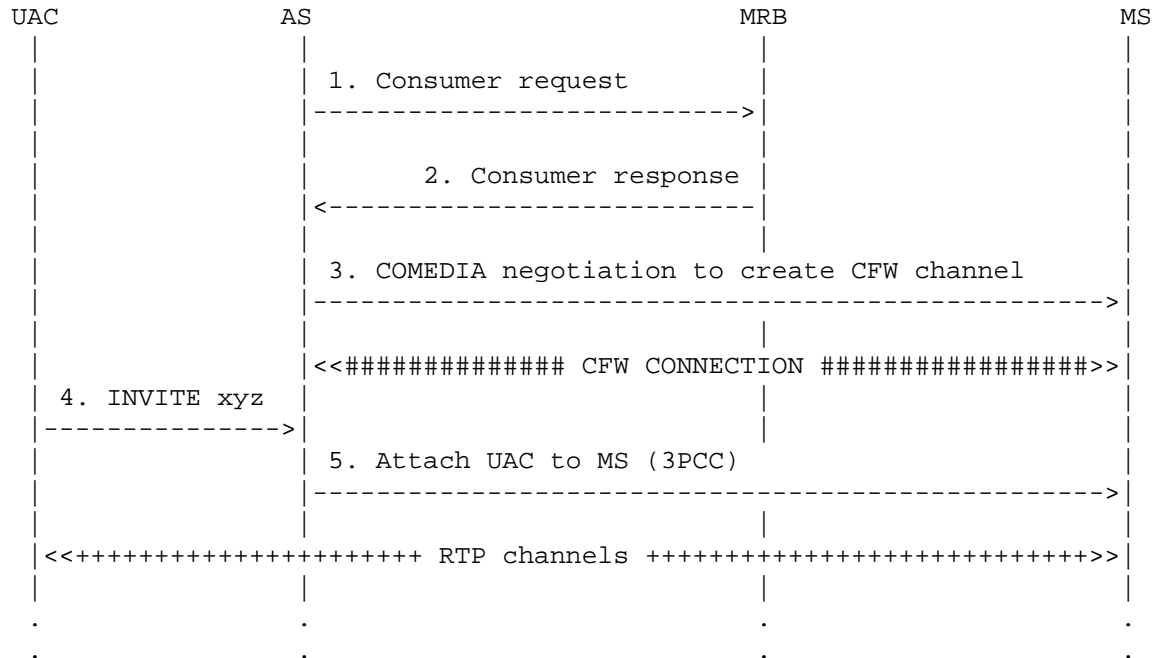 UAC AS MRB MS
1. Consumer request
2. Consumer response
3. COMEDIA negotiation to create CFW channel
<<############## CFW CONNECTION #################>>
4. INVITE xyz
5. Attach UAC to MS (3PCC)
<<++++++++++++++++++++++ RTP channels ++++++++++++++++++++++++++++>>